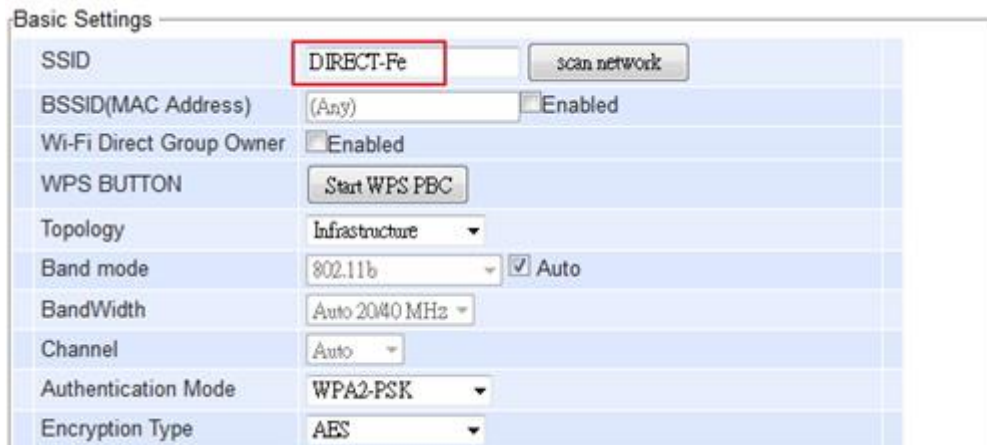 Basic Settings
SSID DIRECT-Fe scan network
BSSID(MAC Address) (Any) Enabled
Wi-Fi Direct Group Owner Enabled
WPS BUTTON Start WPS PBC
Topology Infrastructure
Band mode 802.11b Auto
BandWidth Auto 20/40 MHz
Channel Auto
Authentication Mode WPA2-PSK
Encryption Type AES